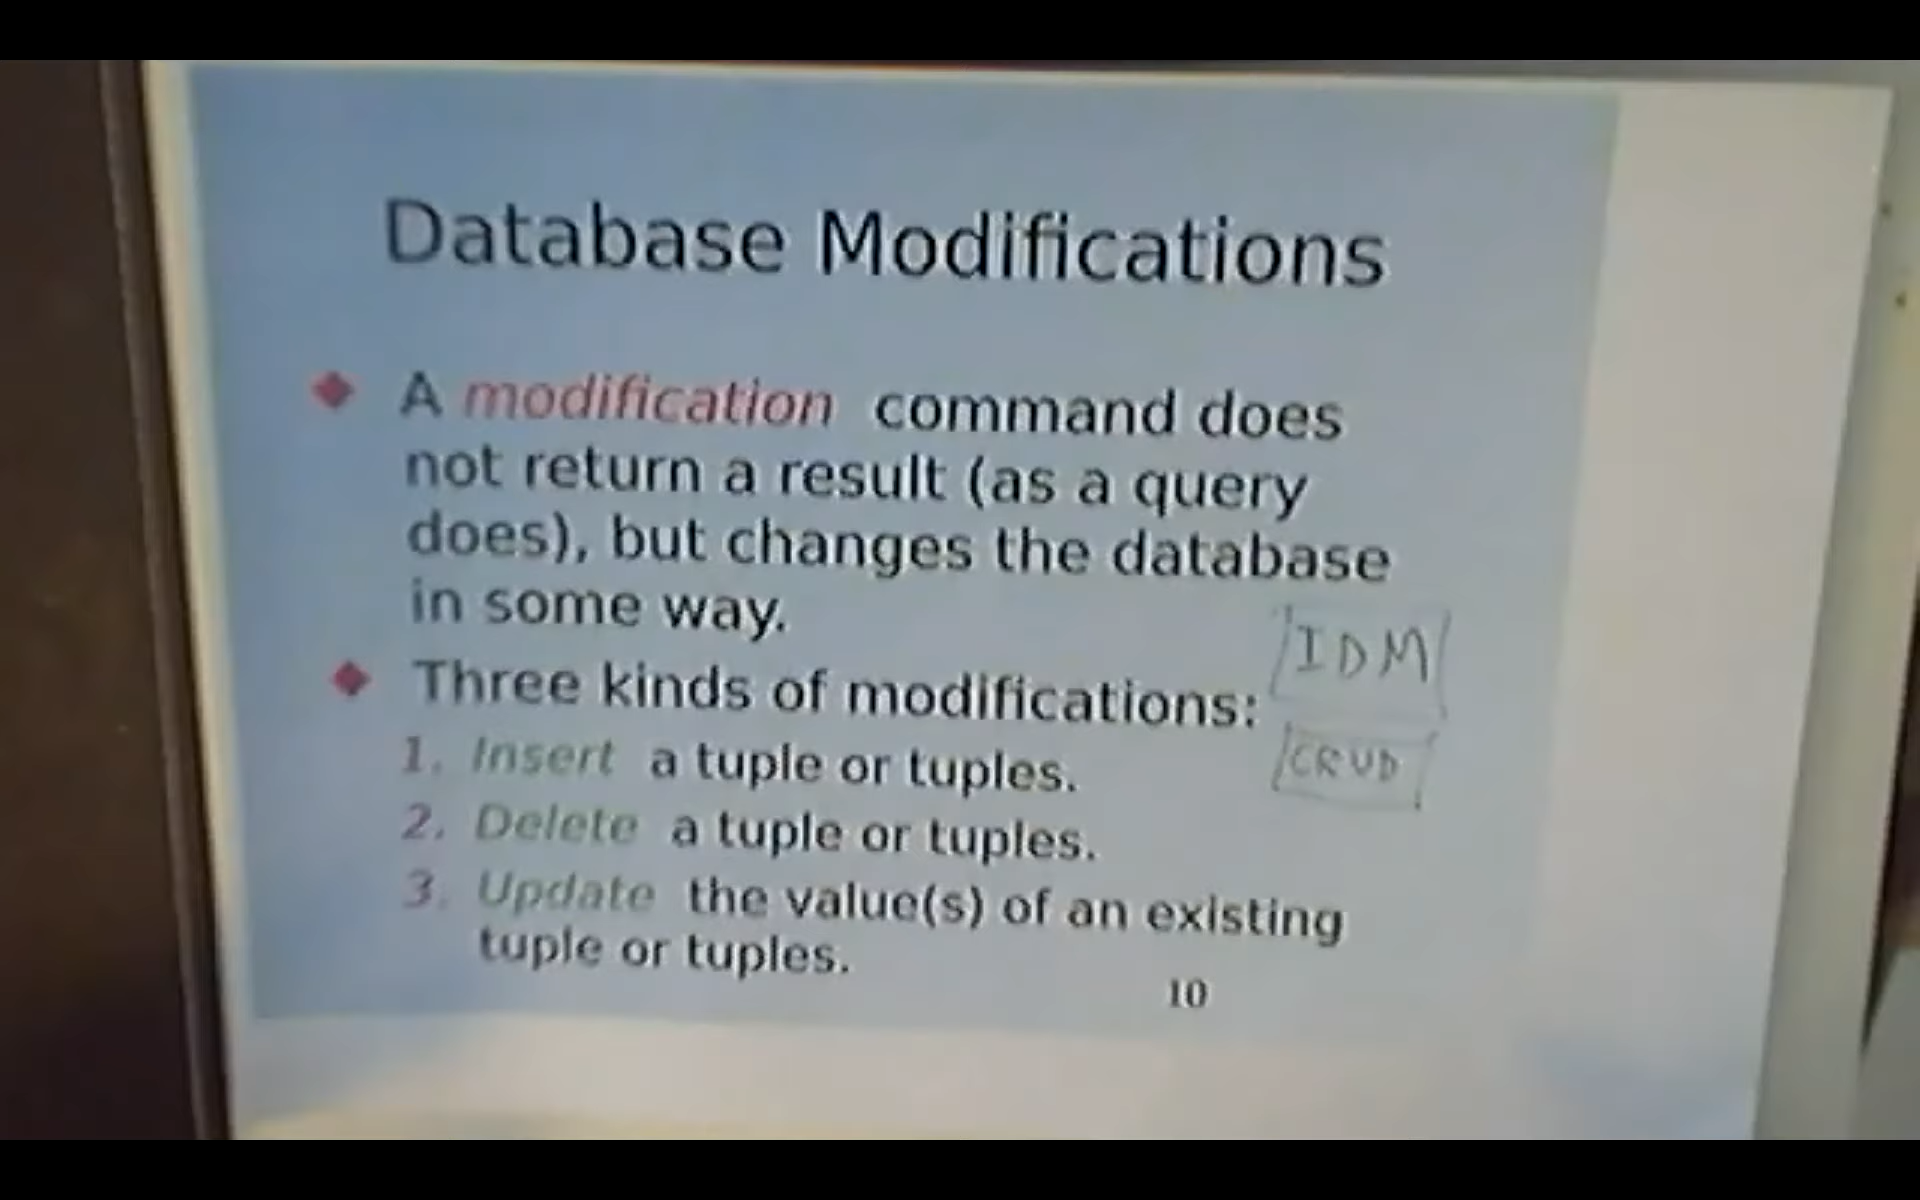 Database Modifications
◆ A modification command does
not return a result (as a query
does), but changes the database
in some way.
IDM
◆ Three kinds of modifications:
1. Insert a tuple or tuples.
CRUD
2. Delete a tuple or tuples.
3. Update the value(s) of an existing
tuple or tuples.
10